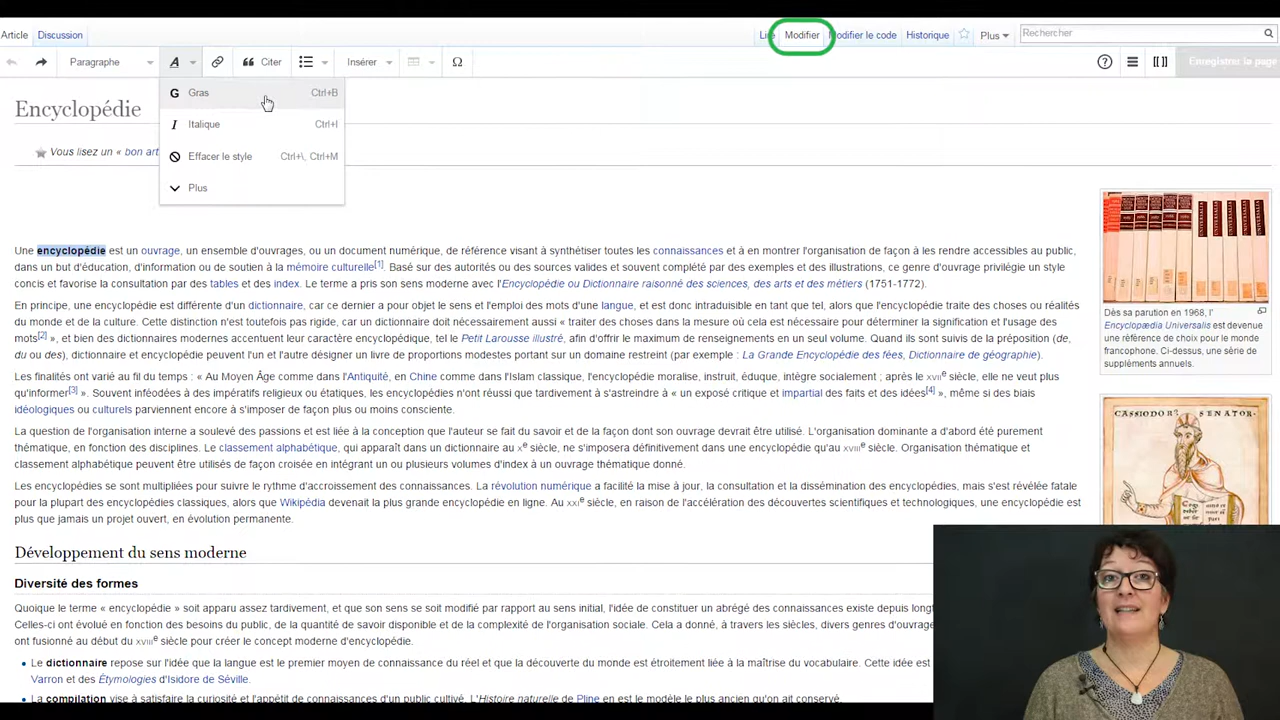 Article Discussion Lire Modifier Modifier le code Historique Plus Rechercher
Paragraphe A Citer Insérer Ω ? [[ ]] Enregistrer la page
G Gras Ctrl+B
I Italique Ctrl+I
Effacer le style Ctrl+\, Ctrl+M
Plus
Encyclopédie
Vous lisez un « bon art
Une encyclopédie est un ouvrage, un ensemble d'ouvrages, ou un document numérique, de référence visant à synthétiser toutes les connaissances et à en montrer l'organisation de façon à les rendre accessibles au public,
dans un but d'éducation, d'information ou de soutien à la mémoire culturelle[1]. Basé sur des autorités ou des sources valides et souvent complété par des exemples et des illustrations, ce genre d'ouvrage privilégie un style
concis et favorise la consultation par des tables et des index. Le terme a pris son sens moderne avec l'Encyclopédie ou Dictionnaire raisonné des sciences, des arts et des métiers (1751-1772).
En principe, une encyclopédie est différente d'un dictionnaire, car ce dernier a pour objet le sens et l'emploi des mots d'une langue, et est donc intraduisible en tant que tel, alors que l'encyclopédie traite des choses ou réalités
du monde et de la culture. Cette distinction n'est toutefois pas rigide, car un dictionnaire doit nécessairement aussi « traiter des choses dans la mesure où cela est nécessaire pour déterminer la signification et l'usage des
mots[2] », et bien des dictionnaires modernes accentuent leur caractère encyclopédique, tel le Petit Larousse illustré, afin d'offrir le maximum de renseignements en un seul volume. Quand ils sont suivis de la préposition (de,
du ou des), dictionnaire et encyclopédie peuvent l'un et l'autre désigner un livre de proportions modestes portant sur un domaine restreint (par exemple : La Grande Encyclopédie des fées, Dictionnaire de géographie).
Les finalités ont varié au fil du temps : « Au Moyen Âge comme dans l'Antiquité, en Chine comme dans l'Islam classique, l'encyclopédie moralise, instruit, éduque, intègre socialement ; après le XVIIe siècle, elle ne veut plus
qu'informer[3] ». Souvent inféodées à des impératifs religieux ou étatiques, les encyclopédies n'ont réussi que tardivement à s'astreindre à « un exposé critique et impartial des faits et des idées[4] », même si des biais
idéologiques ou culturels parviennent encore à s'imposer de façon plus ou moins consciente.
La question de l'organisation interne a soulevé des passions et est liée à la conception que l'auteur se fait du savoir et de la façon dont son ouvrage devrait être utilisé. L'organisation dominante a d'abord été purement
thématique, en fonction des disciplines. Le classement alphabétique, qui apparaît dans un dictionnaire au Xe siècle, ne s'imposera définitivement dans une encyclopédie qu'au XVIIIe siècle. Organisation thématique et
classement alphabétique peuvent être utilisés de façon croisée en intégrant un ou plusieurs volumes d'index à un ouvrage thématique donné.
Les encyclopédies se sont multipliées pour suivre le rythme d'accroissement des connaissances. La révolution numérique a facilité la mise à jour, la consultation et la dissémination des encyclopédies, mais s'est révélée fatale
pour la plupart des encyclopédies classiques, alors que Wikipédia devenait la plus grande encyclopédie en ligne. Au XXIe siècle, en raison de l'accélération des découvertes scientifiques et technologiques, une encyclopédie est
plus que jamais un projet ouvert, en évolution permanente.
Dès sa parution en 1968, l'
Encyclopædia Universalis est devenue
une référence de choix pour le monde
francophone. Ci-dessus, une série de
suppléments annuels.
CASSIODOR, SENATOR,
Développement du sens moderne
Diversité des formes
Quoique le terme « encyclopédie » soit apparu assez tardivement, et que son sens se soit modifié par rapport au sens initial, l'idée de constituer un abrégé des connaissances existe depuis long
Celles-ci ont évolué en fonction des besoins du public, de la quantité de savoir disponible et de la complexité de l'organisation sociale. Cela a donné, à travers les siècles, divers genres d'ouvra
ont fusionné au début du XVIIIe siècle pour créer le concept moderne d'encyclopédie.
Le dictionnaire repose sur l'idée que la langue est le premier moyen de connaissance du réel et que la découverte du monde est étroitement liée à la maîtrise du vocabulaire. Cette idée est
Varron et des Étymologies d'Isidore de Séville.
La compilation vise à satisfaire la curiosité et l'appétit de connaissances d'un public cultivé. L'Histoire naturelle de Pline en est le modèle le plus ancien qu'on ait conservé.